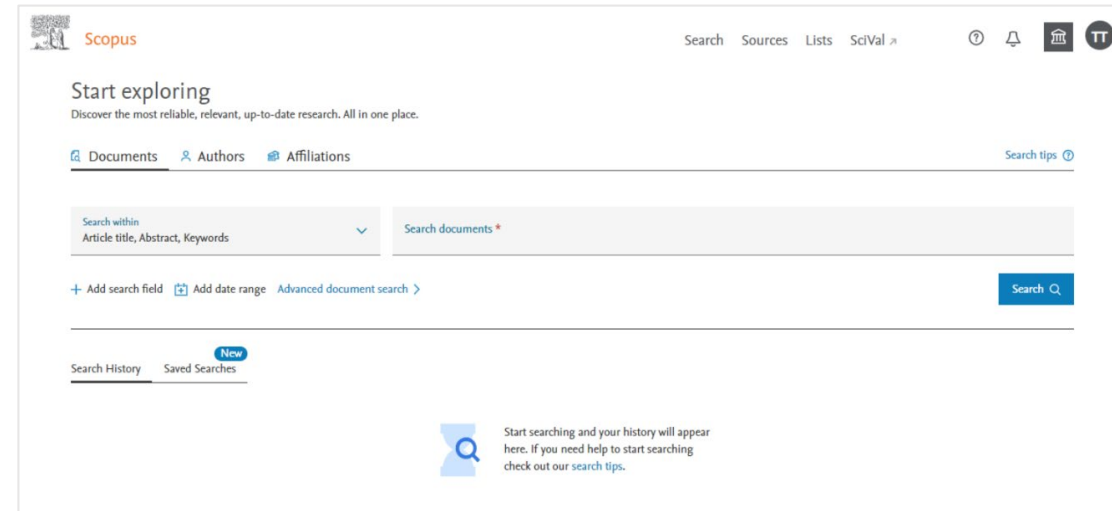 Scopus
Search Sources Lists SciVal ↗
TT
Start exploring
Discover the most reliable, relevant, up-to-date research. All in one place.
Documents Authors Affiliations
Search tips
Search within
Article title, Abstract, Keywords
Search documents *
Add search field Add date range Advanced document search
Search
New
Search History Saved Searches
Start searching and your history will appear
here. If you need help to start searching
check out our search tips.